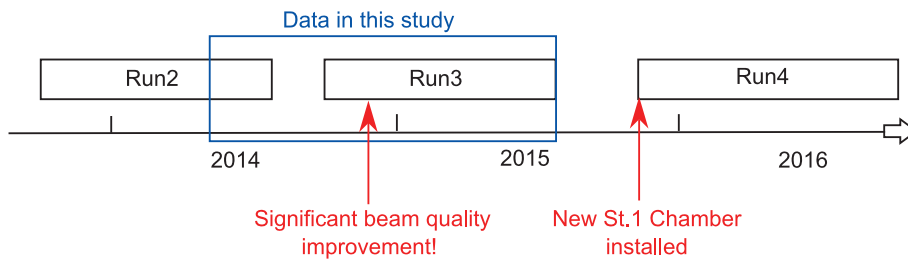 Data in this study
Run2
Run3
Run4
2014
2015
2016
Significant beam quality
improvement!
New St.1 Chamber
installed